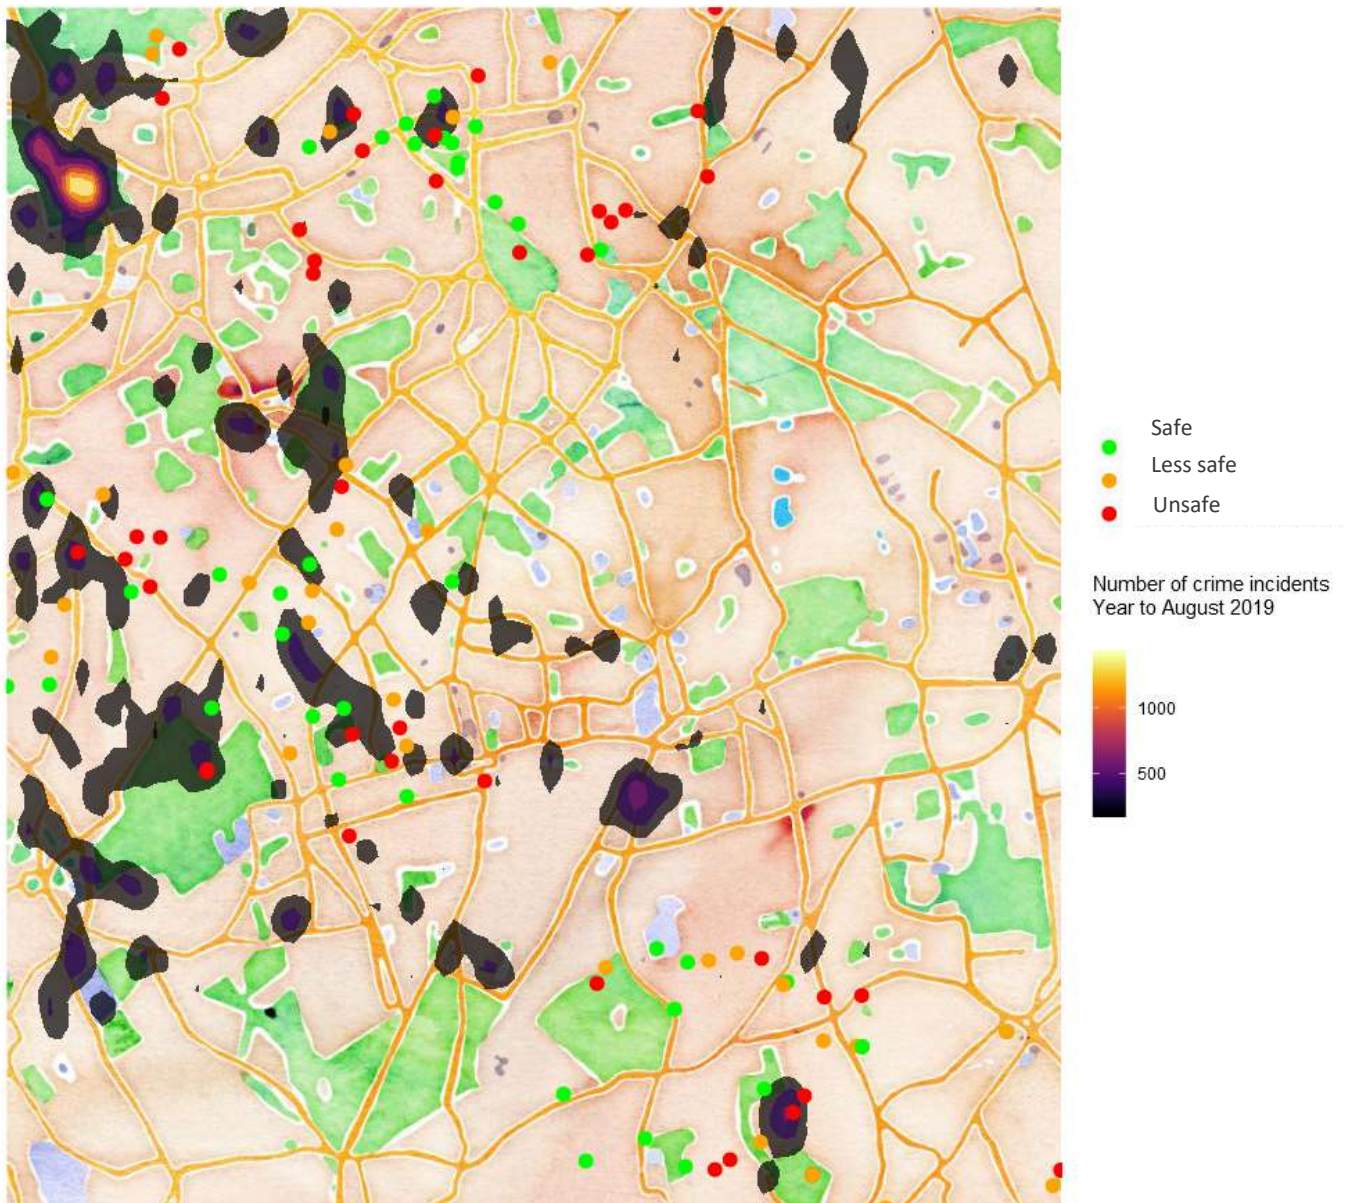 Safe
Less safe
Unsafe
Number of crime incidents
Year to August 2019
1000
500